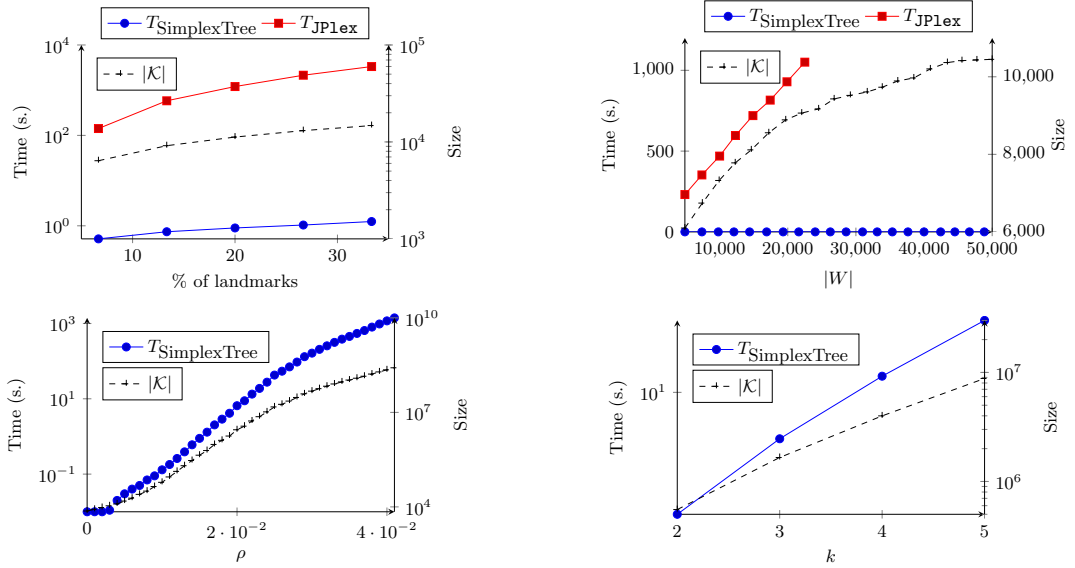 T_SimplexTree T_JPlex
|K|
10^4
10^2
10^0
Time (s.)
10^5
10^4
10^3
Size
10 20 30
% of landmarks
T_SimplexTree T_JPlex
|K|
1,000
500
0
Time (s.)
10,000
8,000
6,000
Size
10,000 20,000 30,000 40,000 50,000
|W|
T_SimplexTree
|K|
10^3
10^1
10^−1
Time (s.)
10^10
10^7
10^4
Size
0 2 · 10^−2 4 · 10^−2
ρ
T_SimplexTree
|K|
10^1
Time (s.)
10^7
10^6
Size
2 3 4 5
k